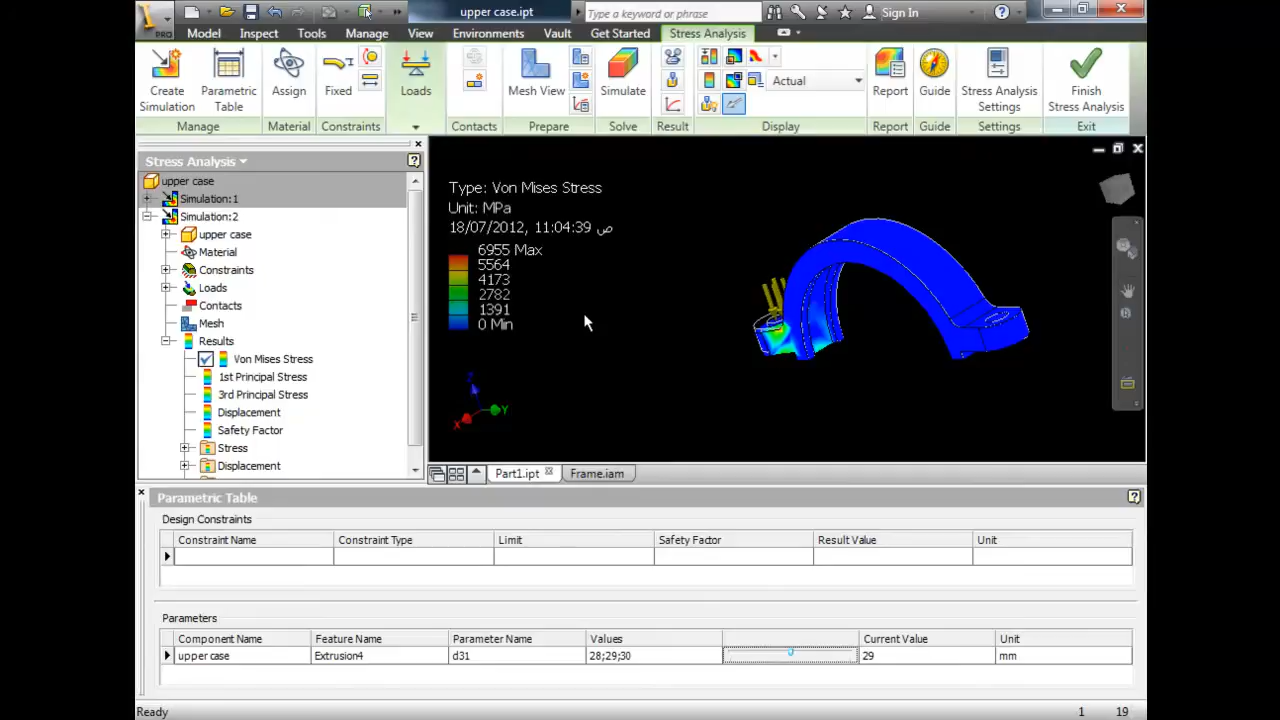 upper case.ipt
Type a keyword or phrase
Sign In
PRO
Model
Inspect
Tools
Manage
View
Environments
Vault
Get Started
Stress Analysis
Create
Simulation
Parametric
Table
Assign
Fixed
Loads
Mesh View
Simulate
Actual
Report
Guide
Stress Analysis
Settings
Finish
Stress Analysis
Manage
Material
Constraints
Contacts
Prepare
Solve
Result
Display
Report
Guide
Settings
Exit
Stress Analysis
upper case
Simulation:1
Simulation:2
upper case
Material
Constraints
Loads
Contacts
Mesh
Results
Von Mises Stress
1st Principal Stress
3rd Principal Stress
Displacement
Safety Factor
Stress
Displacement
Type: Von Mises Stress
Unit: MPa
18/07/2012, 11:04:39 ص
6955 Max
5564
4173
2782
1391
0 Min
Z
X
Y
Part1.ipt
Frame.iam
Parametric Table
Design Constraints
Constraint Name
Constraint Type
Limit
Safety Factor
Result Value
Unit
Parameters
Component Name
Feature Name
Parameter Name
Values
Current Value
Unit
upper case
Extrusion4
d31
28;29;30
29
mm
Ready
1
19